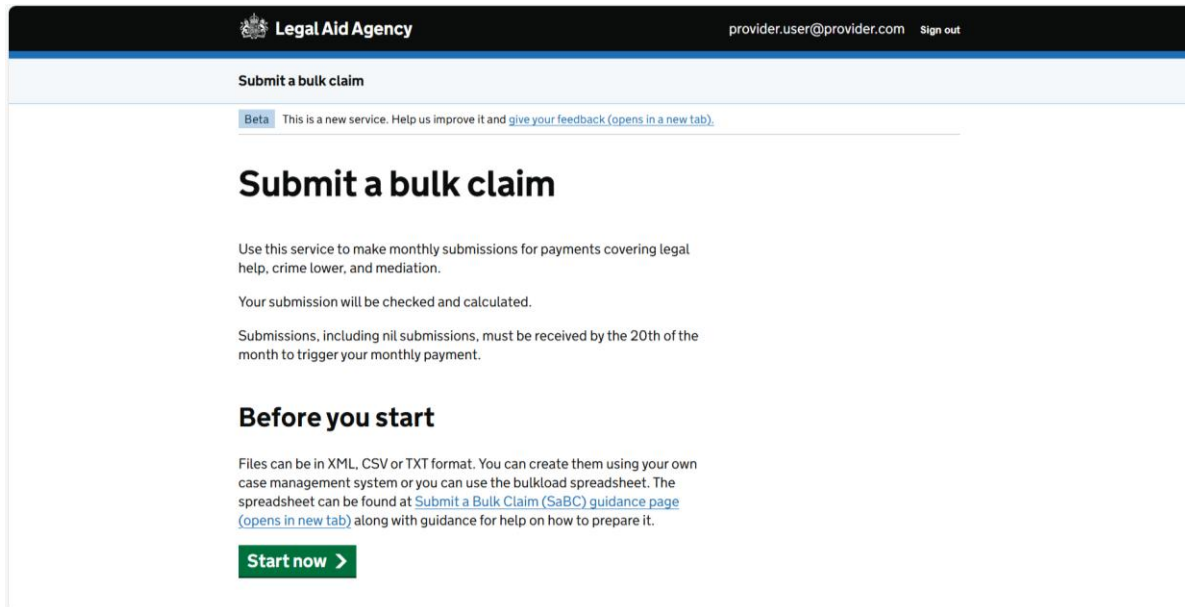 Legal Aid Agency
provider.user@provider.com Sign out
Submit a bulk claim
Beta This is a new service. Help us improve it and give your feedback (opens in a new tab).
Submit a bulk claim
Use this service to make monthly submissions for payments covering legal
help, crime lower, and mediation.
Your submission will be checked and calculated.
Submissions, including nil submissions, must be received by the 20th of the
month to trigger your monthly payment.
Before you start
Files can be in XML, CSV or TXT format. You can create them using your own
case management system or you can use the bulkload spreadsheet. The
spreadsheet can be found at Submit a Bulk Claim (SaBC) guidance page
(opens in new tab) along with guidance for help on how to prepare it.
Start now